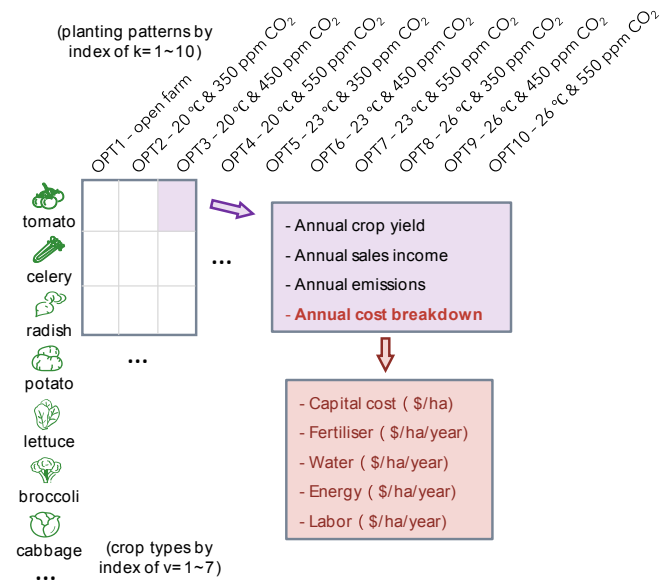 (planting patterns by
index of k=1~10)
OPT1 - open farm
OPT2 - 20 °C & 350 ppm CO₂
OPT3 - 20 °C & 450 ppm CO₂
OPT4 - 20 °C & 550 ppm CO₂
OPT5 - 23 °C & 350 ppm CO₂
OPT6 - 23 °C & 450 ppm CO₂
OPT7 - 23 °C & 550 ppm CO₂
OPT8 - 26 °C & 350 ppm CO₂
OPT9 - 26 °C & 450 ppm CO₂
OPT10 - 26 °C & 550 ppm CO₂
tomato
celery
radish
potato
lettuce
broccoli
cabbage
...
...
...
- Annual crop yield
- Annual sales income
- Annual emissions
- Annual cost breakdown
- Capital cost ( $/ha)
- Fertiliser ( $/ha/year)
- Water ( $/ha/year)
- Energy ( $/ha/year)
- Labor ( $/ha/year)
(crop types by
index of v=1~7)